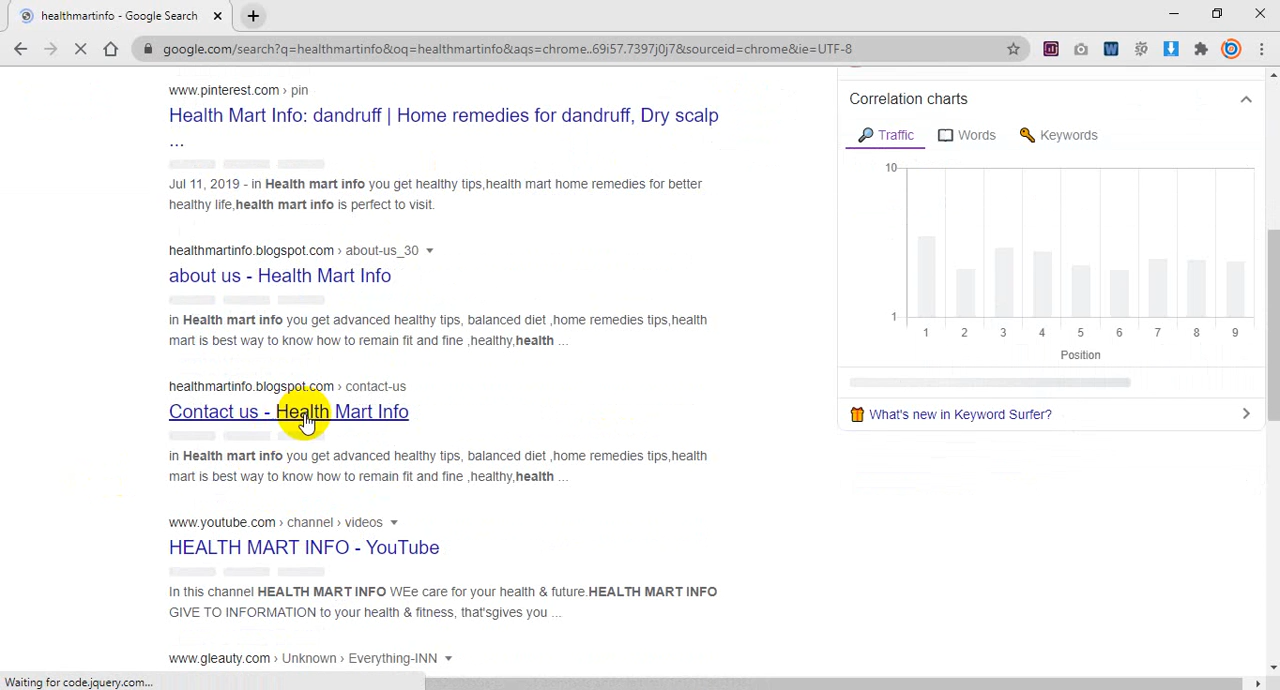 healthmartinfo - Google Search
google.com/search?q=healthmartinfo&oq=healthmartinfo&aqs=chrome..69i57.7397j0j7&sourceid=chrome&ie=UTF-8
www.pinterest.com › pin
Health Mart Info: dandruff | Home remedies for dandruff, Dry scalp
...
Jul 11, 2019 - in Health mart info you get healthy tips,health mart home remedies for better
healthy life,health mart info is perfect to visit.
healthmartinfo.blogspot.com › about-us_30
about us - Health Mart Info
in Health mart info you get advanced healthy tips, balanced diet ,home remedies tips,health
mart is best way to know how to remain fit and fine ,healthy,health ...
healthmartinfo.blogspot.com › contact-us
Contact us - Health Mart Info
in Health mart info you get advanced healthy tips, balanced diet ,home remedies tips,health
mart is best way to know how to remain fit and fine ,healthy,health ...
www.youtube.com › channel › videos
HEALTH MART INFO - YouTube
In this channel HEALTH MART INFO WEe care for your health & future.HEALTH MART INFO
GIVE TO INFORMATION to your health & fitness, that'sgives you ...
www.gleauty.com › Unknown › Everything-INN
Correlation charts
Traffic Words Keywords
10
1
1 2 3 4 5 6 7 8 9
Position
What's new in Keyword Surfer?
Waiting for code.jquery.com...